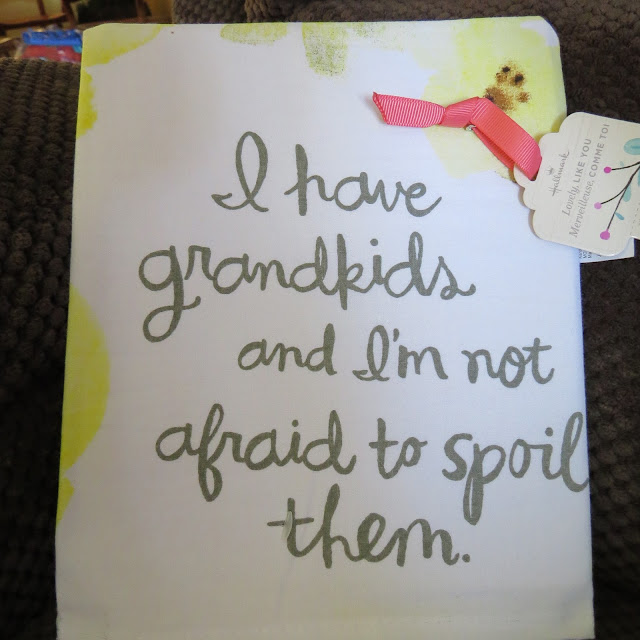 I have
grandkids
and I'm not
afraid to spoil
them.
Hallmark
Lovely, LIKE YOU
Merveilleuse, COMME TOI